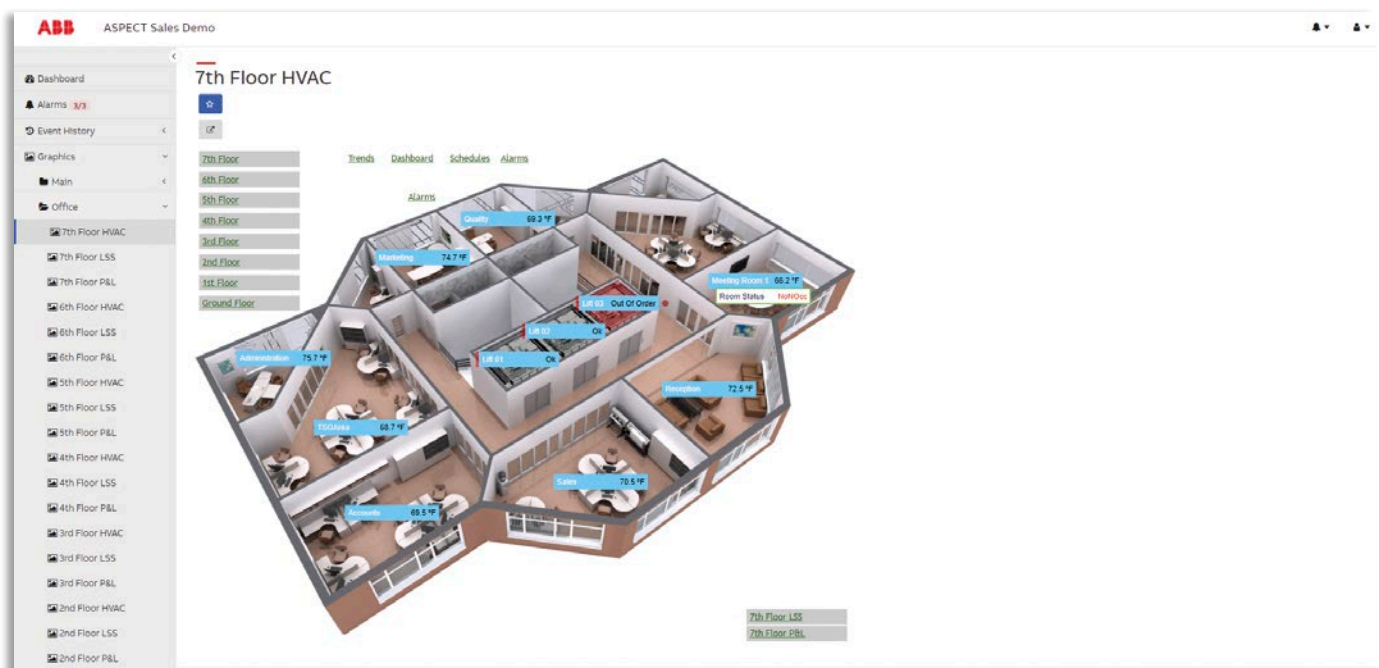 ABB ASPECT Sales Demo
Dashboard
Alarms 3/3
Event History
Graphics
Main
Office
7th Floor HVAC
7th Floor LSS
7th Floor P&L
6th Floor HVAC
6th Floor LSS
6th Floor P&L
5th Floor HVAC
5th Floor LSS
5th Floor P&L
4th Floor HVAC
4th Floor LSS
4th Floor P&L
3rd Floor HVAC
3rd Floor LSS
3rd Floor P&L
2nd Floor HVAC
2nd Floor LSS
2nd Floor P&L
7th Floor HVAC
7th Floor
6th Floor
5th Floor
4th Floor
3rd Floor
2nd Floor
1st Floor
Ground Floor
Trends Dashboard Schedules Alarms
Alarms
Quality 69.3 °F
Marketing 74.7 °F
Meeting Room 1 66.2 °F
Room Status NotOcc
Lift 03 Out Of Order
Lift 02 Ok
Lift 01 Ok
Adminstration 75.7 °F
Reception 72.5 °F
TSGArea 68.7 °F
Sales 70.5 °F
Accounts 69.5 °F
7th Floor LSS
7th Floor P&L